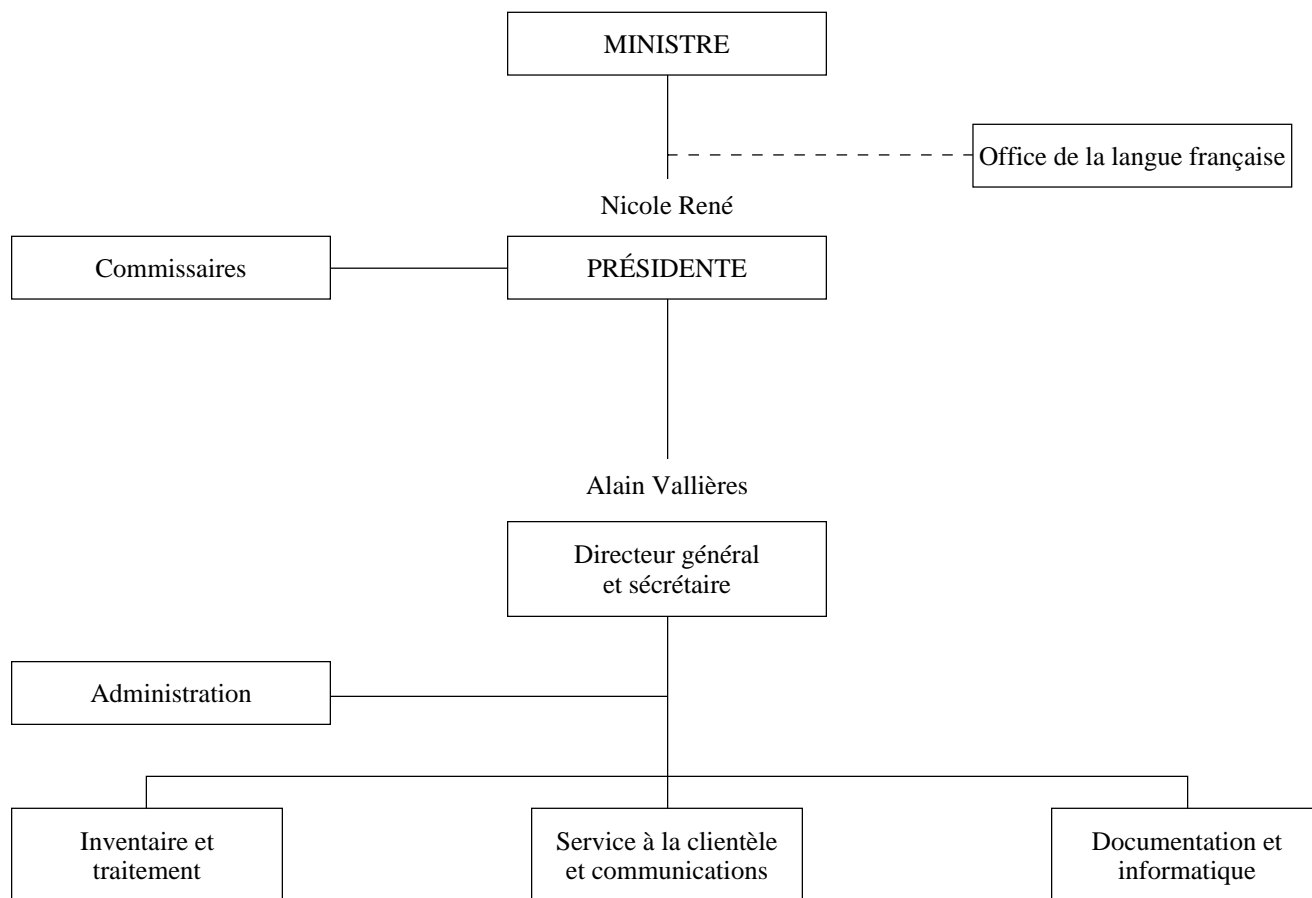 MINISTRE
Office de la langue française
Nicole René
Commissaires
PRÉSIDENTE
Alain Vallières
Directeur général
et sécrétaire
Administration
Inventaire et
traitement
Service à la clientèle
et communications
Documentation et
informatique